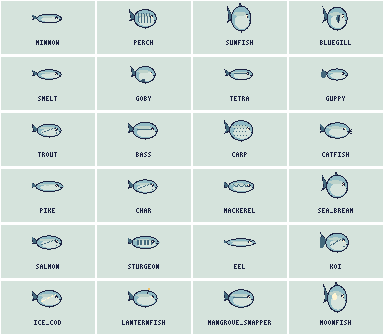 MINNOW PERCH SUNFISH BLUEGILL
SMELT GOBY TETRA GUPPY
TROUT BASS CARP CATFISH
PIKE CHAR MACKEREL SEA_BREAM
SALMON STURGEON EEL KOI
ICE_COD LANTERNFISH MANGROVE_SNAPPER MOONFISH